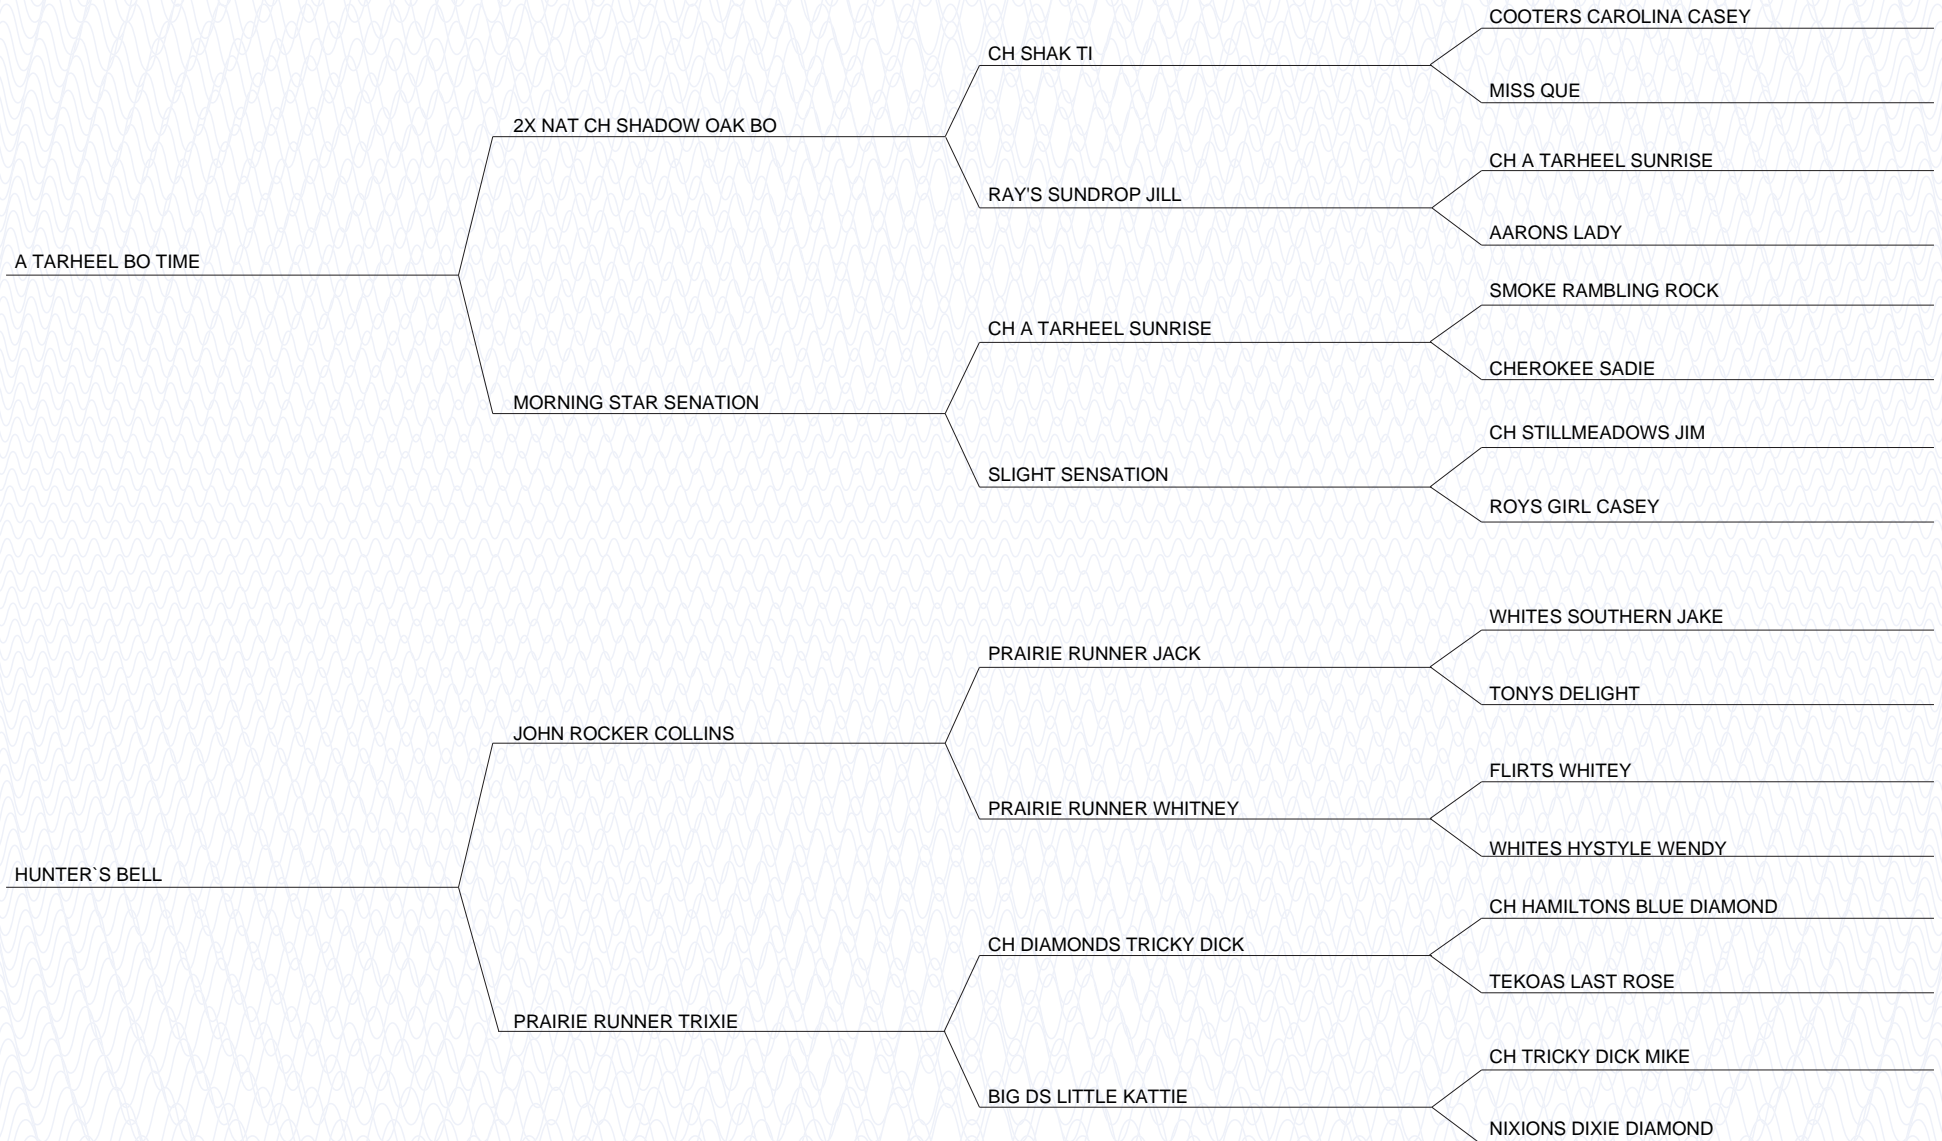 COOTERS CAROLINA CASEY
CH SHAK TI
MISS QUE
2X NAT CH SHADOW OAK BO
CH A TARHEEL SUNRISE
RAY'S SUNDROP JILL
AARONS LADY
A TARHEEL BO TIME
SMOKE RAMBLING ROCK
CH A TARHEEL SUNRISE
CHEROKEE SADIE
MORNING STAR SENATION
CH STILLMEADOWS JIM
SLIGHT SENSATION
ROYS GIRL CASEY
WHITES SOUTHERN JAKE
PRAIRIE RUNNER JACK
TONYS DELIGHT
JOHN ROCKER COLLINS
FLIRTS WHITEY
PRAIRIE RUNNER WHITNEY
WHITES HYSTYLE WENDY
HUNTER`S BELL
CH HAMILTONS BLUE DIAMOND
CH DIAMONDS TRICKY DICK
TEKOAS LAST ROSE
PRAIRIE RUNNER TRIXIE
CH TRICKY DICK MIKE
BIG DS LITTLE KATTIE
NIXIONS DIXIE DIAMOND